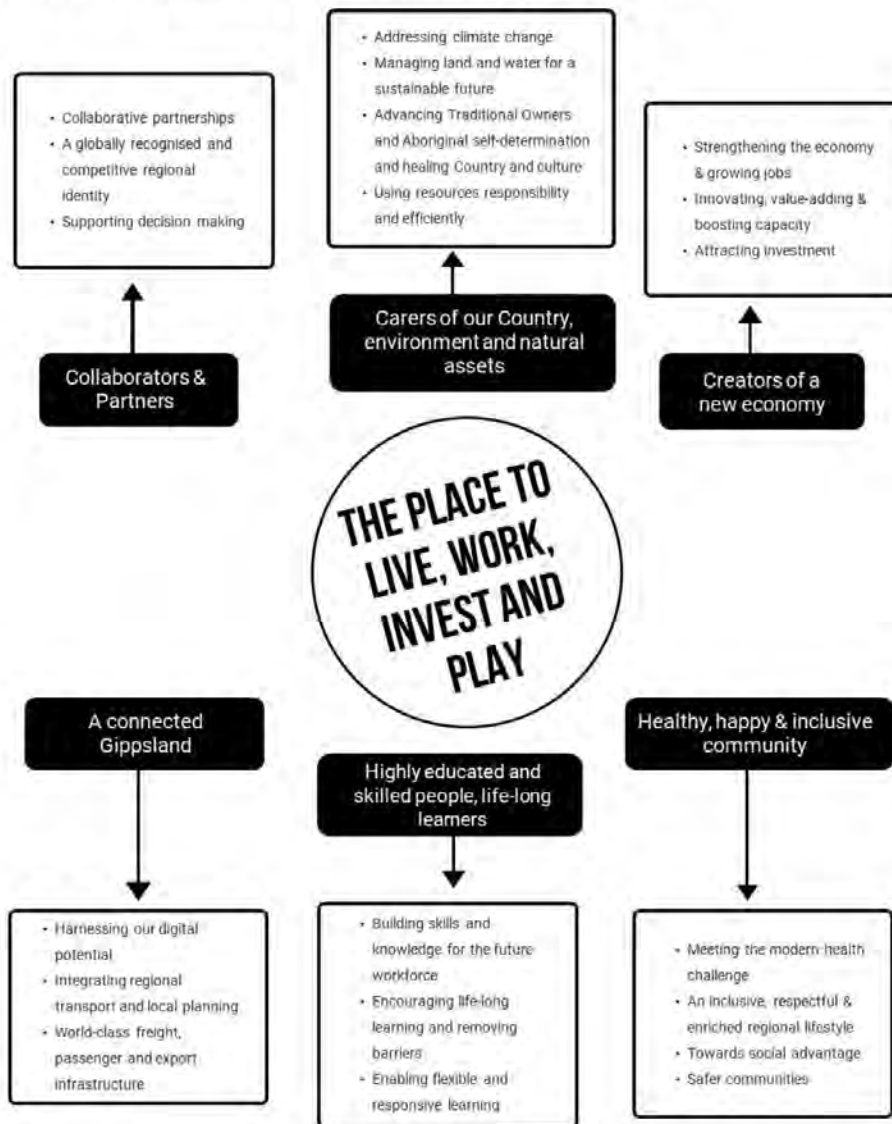 • Collaborative partnerships
• A globally recognised and
competitive regional
identity
• Supporting decision making
Collaborators &
Partners
• Addressing climate change
• Managing land and water for a
sustainable future
• Advancing Traditional Owners
and Aboriginal self-determination
and healing Country and culture
• Using resources responsibility
and efficiently
Carers of our Country,
environment and natural
assets
• Strengthening the economy
& growing jobs
• Innovating, value-adding &
boosting capacity
• Attracting investment
Creators of a
new economy
THE PLACE TO
LIVE, WORK,
INVEST AND
PLAY
A connected
Gippsland
• Harnessing our digital
potential
• Integrating regional
transport and local planning
• World-class freight,
passenger and export
infrastructure
Highly educated and
skilled people, life-long
learners
• Building skills and
knowledge for the future
workforce
• Encouraging life-long
learning and removing
barriers
• Enabling flexible and
responsive learning
Healthy, happy & inclusive
community
• Meeting the modern health
challenge
• An inclusive, respectful &
enriched regional lifestyle
• Towards social advantage
• Safer communities